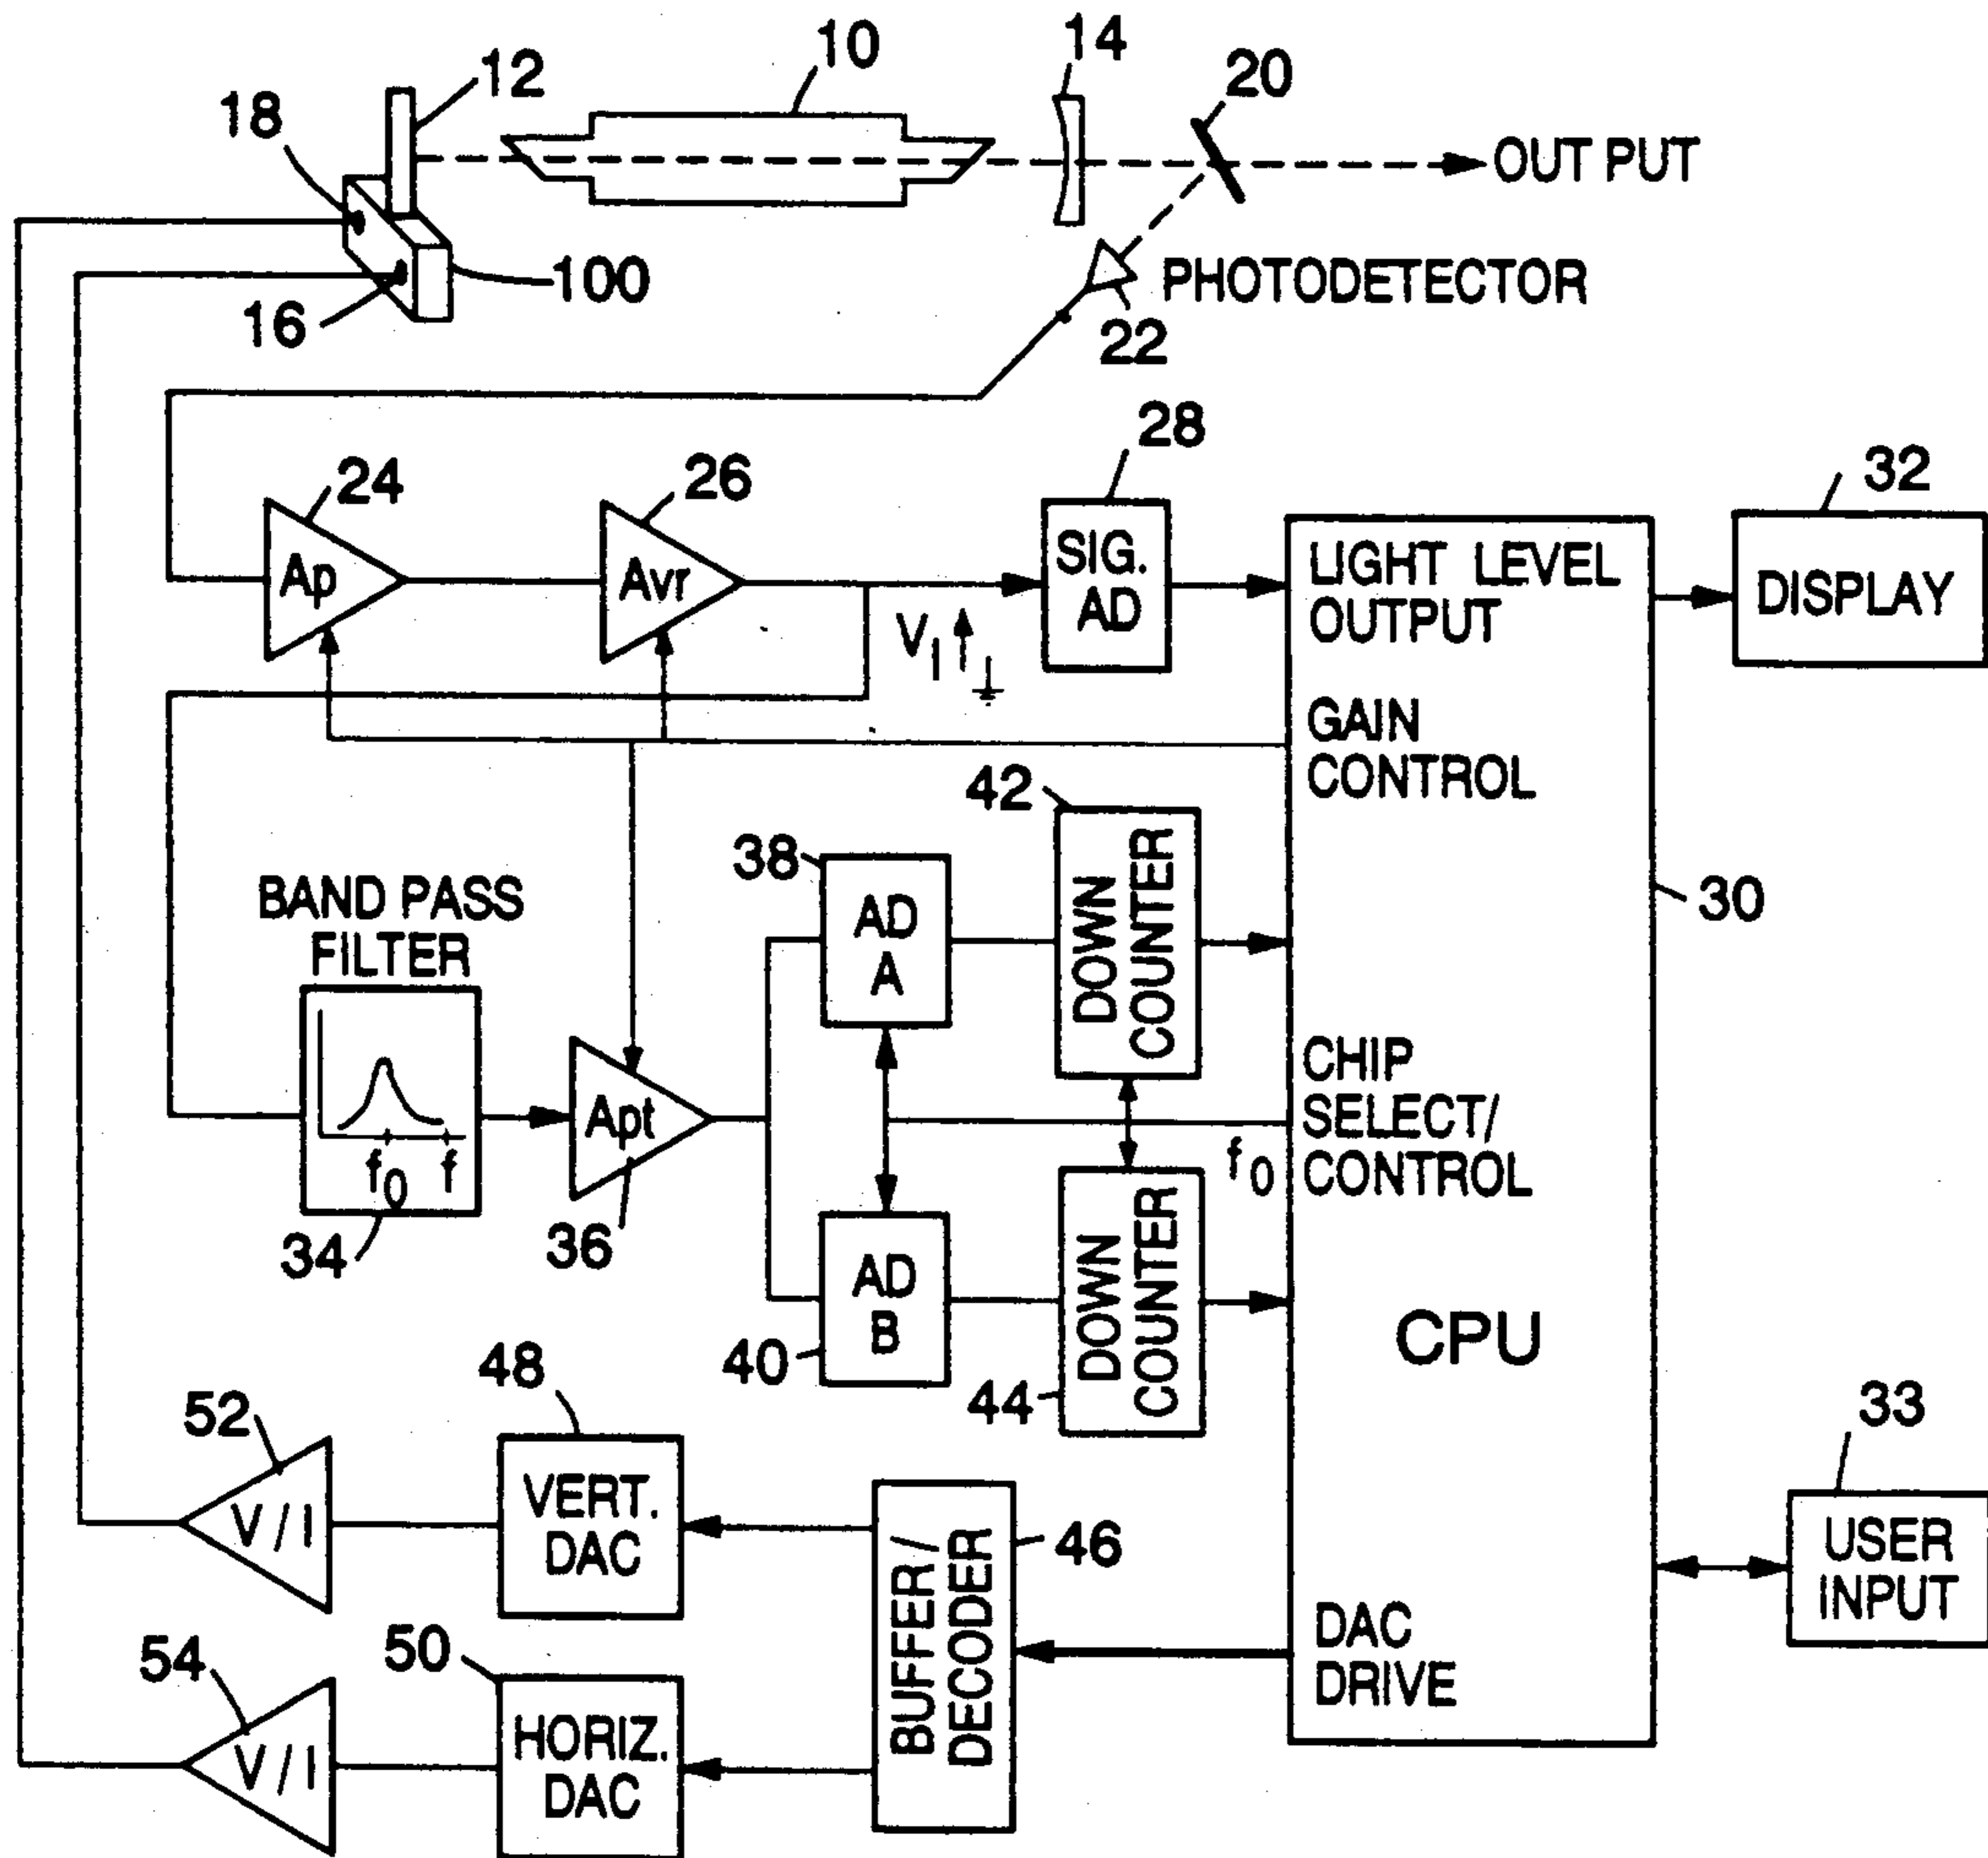 12
10
14
20
18
OUT PUT
100
PHOTODETECTOR
16
22
28
24
26
32
Ap
Avr
SIG.
AD
LIGHT LEVEL
OUTPUT
DISPLAY
V1
GAIN
CONTROL
42
38
BAND PASS
FILTER
AD
A
DOWN
COUNTER
30
CHIP
SELECT/
CONTROL
Apt
f0
f0 f
34
36
AD
B
DOWN
COUNTER
CPU
40
44
48
52
33
V/I
VERT.
DAC
BUFFER/
DECODER
46
USER
INPUT
54
50
DAC
DRIVE
V/I
HORIZ.
DAC